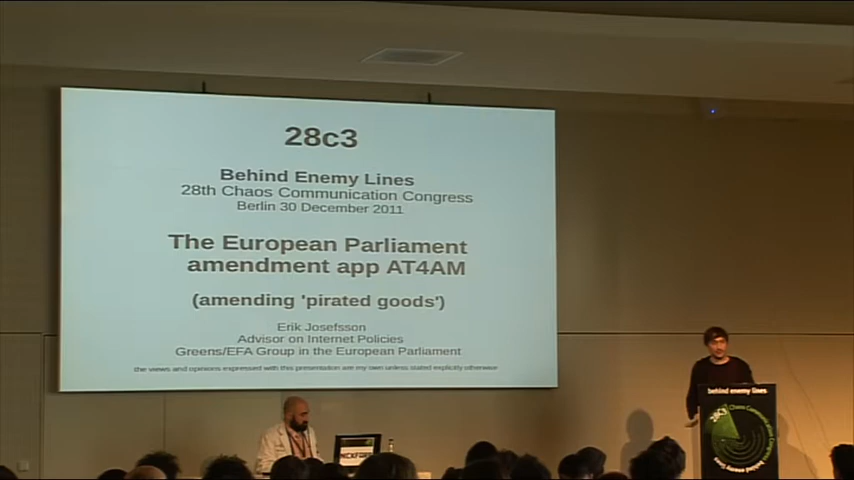 28c3
Behind Enemy Lines
28th Chaos Communication Congress
Berlin 30 December 2011
The European Parliament
amendment app AT4AM
(amending 'pirated goods')
Erik Josefsson
Advisor on Internet Policies
Greens/EFA Group in the European Parliament
the views and opinions expressed with this presentation are my own unless stated explicitly otherwise
behind enemy lines